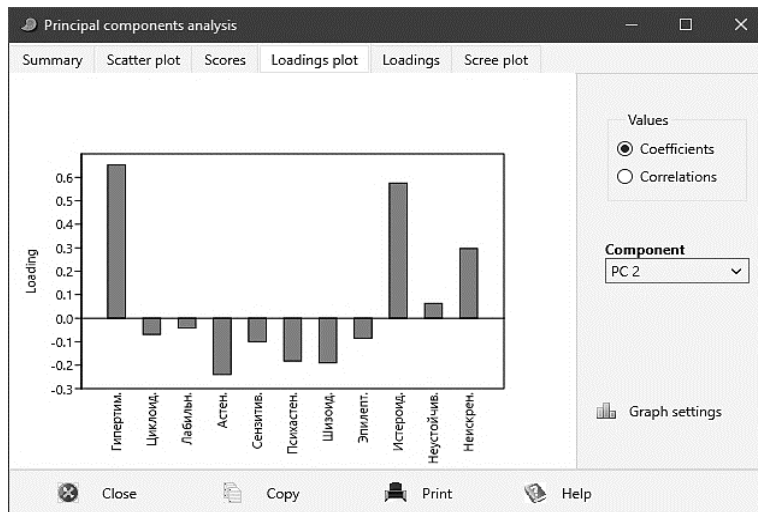 Principal components analysis
Summary
Scatter plot
Scores
Loadings plot
Loadings
Scree plot
Loading
0.6
0.5
0.4
0.3
0.2
0.1
0.0
-0.1
-0.2
-0.3
Гипертим.
Циклоид.
Лабильн.
Астен.
Сензитив.
Психастен.
Шизоид.
Эпилепт.
Истероид.
Неустойчив.
Неискрен.
Values
Coefficients
Correlations
Component
PC 2
Graph settings
Close
Copy
Print
Help